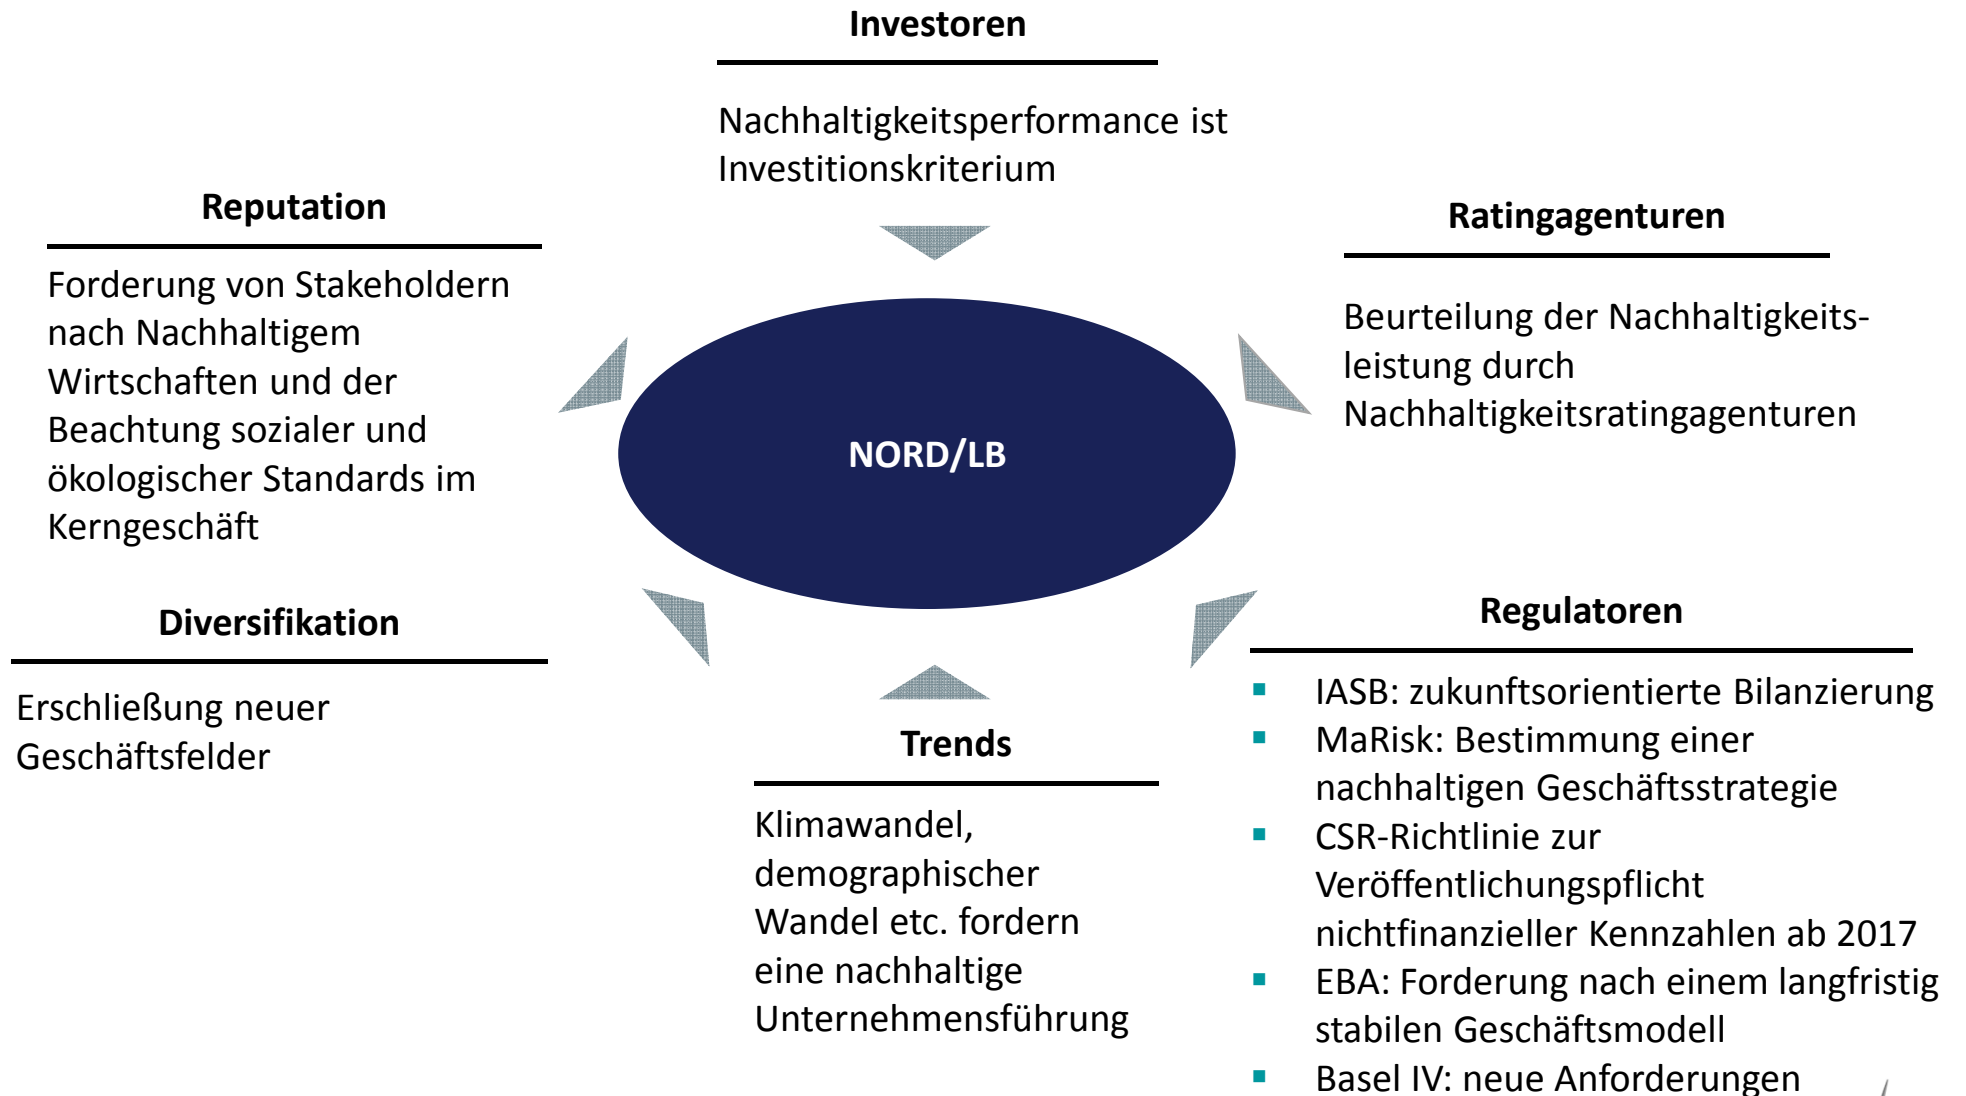 Investoren
Nachhaltigkeitsperformance ist
Investitionskriterium
Reputation
Forderung von Stakeholdern
nach Nachhaltigem
Wirtschaften und der
Beachtung sozialer und
ökologischer Standards im
Kerngeschäft
Ratingagenturen
Beurteilung der Nachhaltigkeits-
leistung durch
Nachhaltigkeitsratingagenturen
NORD/LB
Diversifikation
Erschließung neuer
Geschäftsfelder
Trends
Klimawandel,
demographischer
Wandel etc. fordern
eine nachhaltige
Unternehmensführung
Regulatoren
▪ IASB: zukunftsorientierte Bilanzierung
▪ MaRisk: Bestimmung einer
nachhaltigen Geschäftsstrategie
▪ CSR-Richtlinie zur
Veröffentlichungspflicht
nichtfinanzieller Kennzahlen ab 2017
▪ EBA: Forderung nach einem langfristig
stabilen Geschäftsmodell
▪ Basel IV: neue Anforderungen